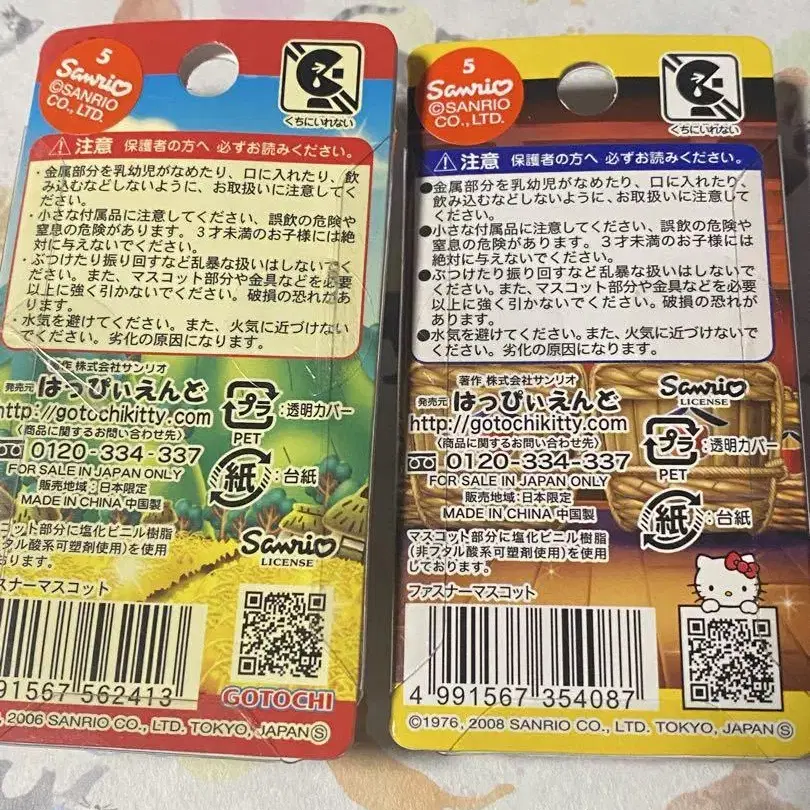 5
Sanrio
©SANRIO
CO., LTD.
くちにいれない
注意 保護者の方へ 必ずお読みください。
・金属部分を乳幼児がなめたり、口に入れたり、飲
み込むなどしないように、お取扱いに注意してく
ださい。
・小さな付属品に注意してください、誤飲の危険や
窒息の危険があります。3才未満のお子様には絶
対に与えないでください。
・ぶつけたり振り回すなど乱暴な扱いはしないでく
ださい。また、マスコット部分や金具などを必要
以上に強く引かないでください。破損の恐れがあ
ります。
・水気を避けてください。また、火気に近づけない
でください。劣化の原因になります。
著作 株式会社サンリオ
発売元 はっぴぃえんど
http://gotochikitty.com
〈商品に関するお問い合わせ先〉
0120-334-337
FOR SALE IN JAPAN ONLY
販売地域:日本限定
MADE IN CHINA 中国製
プラ
:透明カバー
PET
紙
:台紙
コット部分に塩化ビニル樹脂
フタル酸系可塑剤使用)を使用
おります。
Sanrio
LICENSE
スナーマスコット
91567 562413
GOTOCHI
, 2006 SANRIO CO., LTD. TOKYO, JAPAN Ⓢ
5
Sanrio
©SANRIO
CO., LTD.
くちにいれない
注意 保護者の方へ 必ずお読みください。
●金属部分を乳幼児がなめたり、口に入れたり、
飲み込むなどしないように、お取扱いに注意して
ください。
●小さな付属品に注意してください、誤飲の危険や
窒息の危険があります。3才未満のお子様には絶
対に与えないでください。
●ぶつけたり振り回すなど乱暴な扱いはしないで
ください。また、マスコット部分や金具などを必要
以上に強く引かないでください。破損の恐れが
あります。
●水気を避けてください。また、火気に近づけない
でください。劣化の原因になります。
著作 株式会社サンリオ
発売元 はっぴぃえんど
http://gotochikitty.com
〈商品に関するお問い合わせ先〉
0120-334-337
FOR SALE IN JAPAN ONLY
販売地域:日本限定
MADE IN CHINA 中国製
Sanrio
LICENSE
プラ
:透明カバー
PET
紙
:台紙
マスコット部分に塩化ビニル樹脂
(非フタル酸系可塑剤使用)を使用
しております。
ファスナーマスコット
4 991567 354087
©1976, 2008 SANRIO CO., LTD. TOKYO, JAPAN Ⓢ